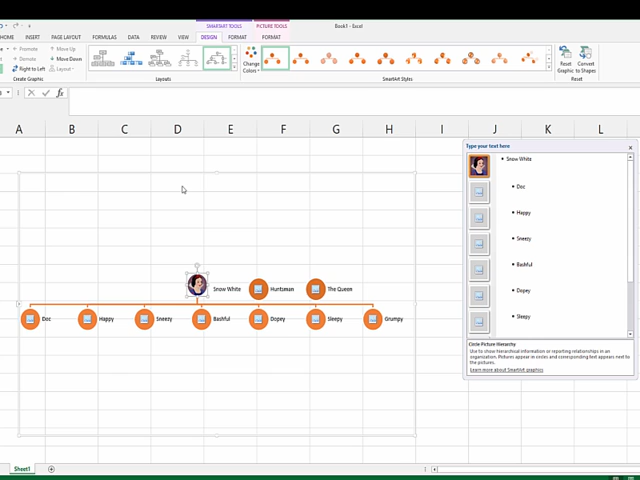 SMARTART TOOLS PICTURE TOOLS Book1 - Excel
HOME INSERT PAGE LAYOUT FORMULAS DATA REVIEW VIEW DESIGN FORMAT FORMAT
Promote Move Up
Demote Move Down
Right to Left
Create Graphic Layouts
Change Colors
SmartArt Styles
Reset Graphic
Convert to Shapes
fx
A B C D E F G H I J K L
Type your text here
Snow White
Doc
Happy
Sneezy
Bashful
Dopey
Sleepy
Circle Picture Hierarchy
Use to show hierarchical information or reporting relationships in an
organization. Pictures appear in circles and corresponding text appears next to
the pictures.
Learn more about SmartArt graphics
Snow White Huntsman The Queen
Doc Happy Sneezy Bashful Dopey Sleepy Grumpy
Sheet1